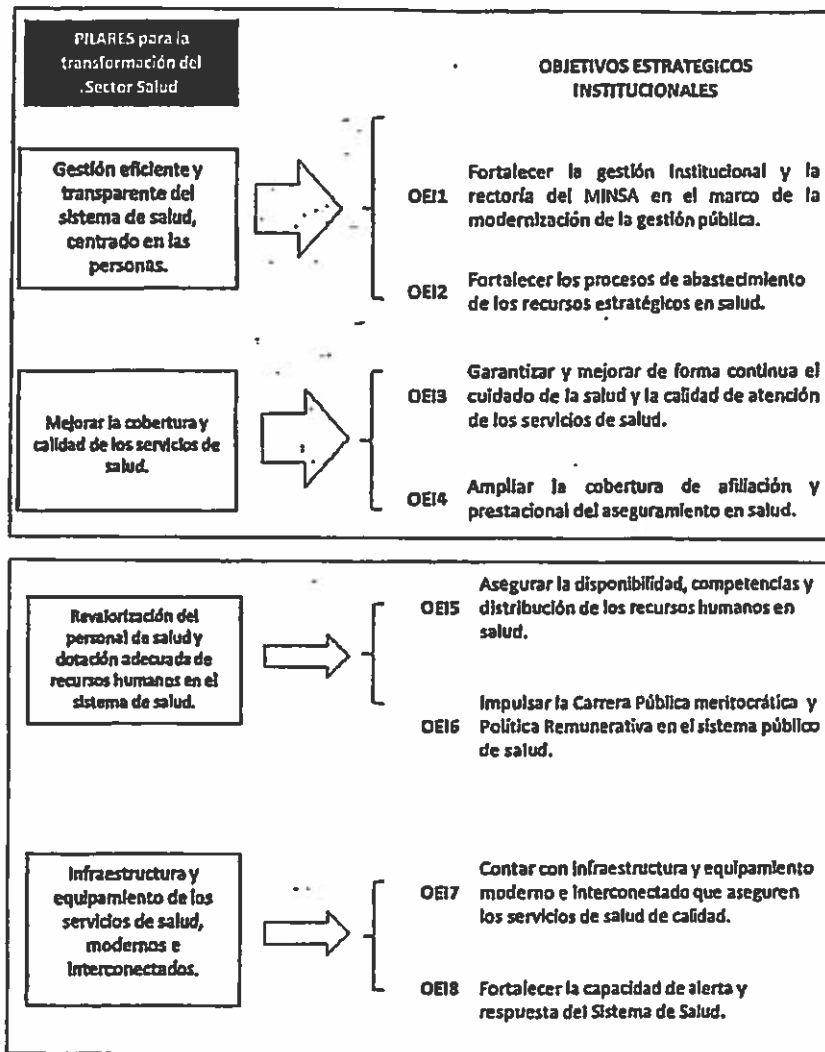 PILARES para la
transformación del
.Sector Salud
OBJETIVOS ESTRATEGICOS
INSTITUCIONALES
Gestión eficiente y
transparente del
sistema de salud,
centrado en las
personas.
OEI1
Fortalecer la gestión institucional y la
rectoría del MINSA en el marco de la
modernización de la gestión pública.
OEI2
Fortalecer los procesos de abastecimiento
de los recursos estratégicos en salud.
Mejorar la cobertura y
calidad de los servicios de
salud.
OEI3
Garantizar y mejorar de forma continua el
cuidado de la salud y la calidad de atención
de los servicios de salud.
OEI4
Ampliar la cobertura de afiliación y
prestacional del aseguramiento en salud.
Revalorización del
personal de salud y
dotación adecuada de
recursos humanos en el
sistema de salud.
OEI5
Asegurar la disponibilidad, competencias y
distribución de los recursos humanos en
salud.
OEI6
Impulsar la Carrera Pública meritocrática y
Política Remunerativa en el sistema público
de salud.
Infraestructura y
equipamiento de los
servicios de salud,
modernos e
interconectados.
OEI7
Contar con infraestructura y equipamiento
moderno e interconectado que aseguren
los servicios de salud de calidad.
OEI8
Fortalecer la capacidad de alerta y
respuesta del Sistema de Salud.